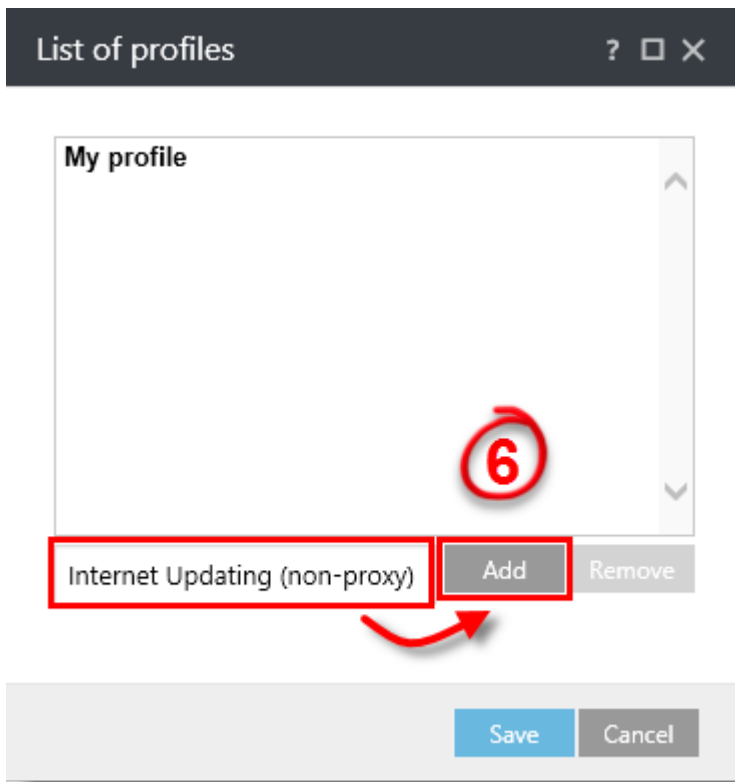 List of profiles ?
My profile
6
Internet Updating (non-proxy) Add Remove
Save Cancel